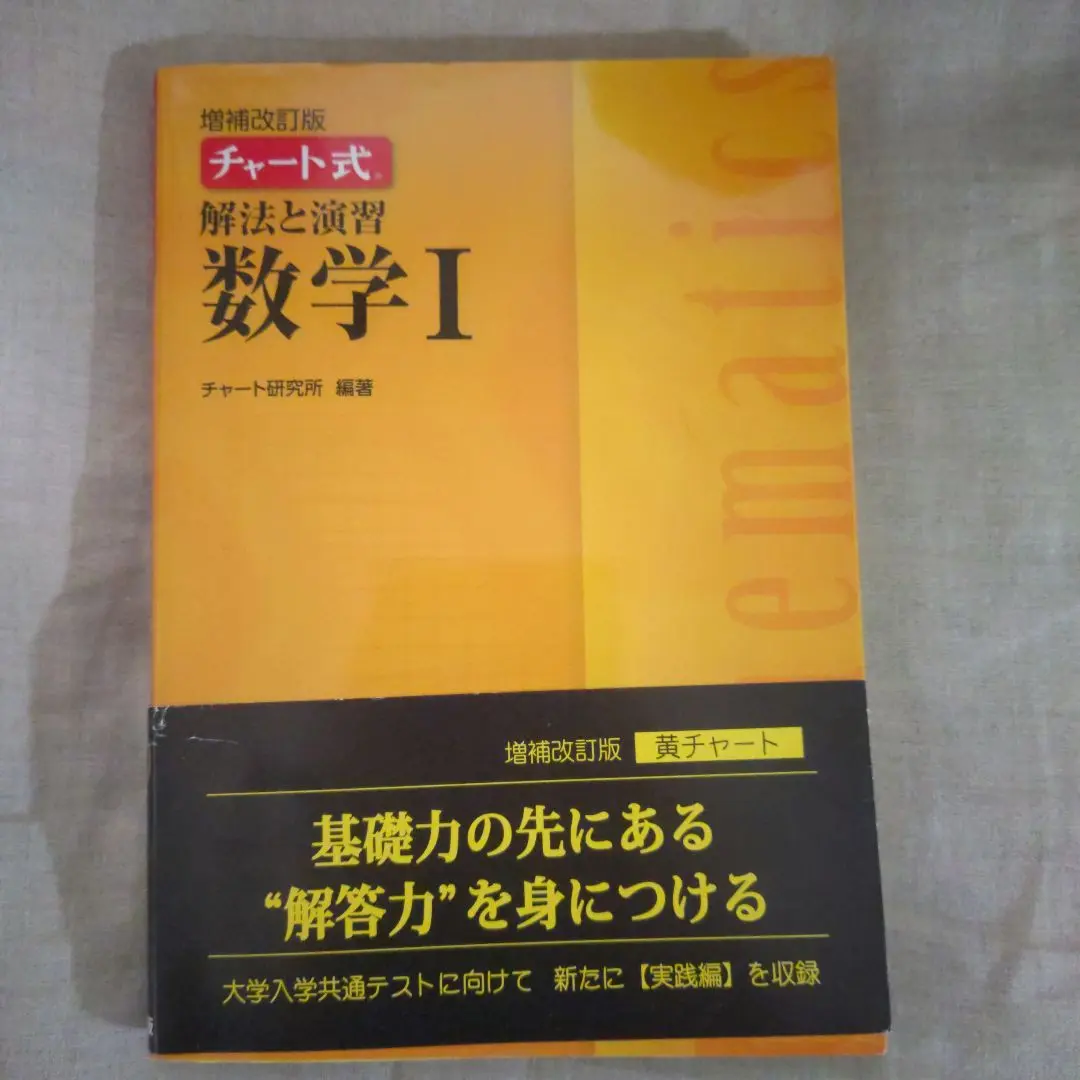 増補改訂版
チャート式®
解法と演習
数学Ⅰ
チャート研究所 編著
ematics
増補改訂版 黄チャート
基礎力の先にある
“解答力”を身につける
大学入学共通テストに向けて 新たに【実践編】を収録